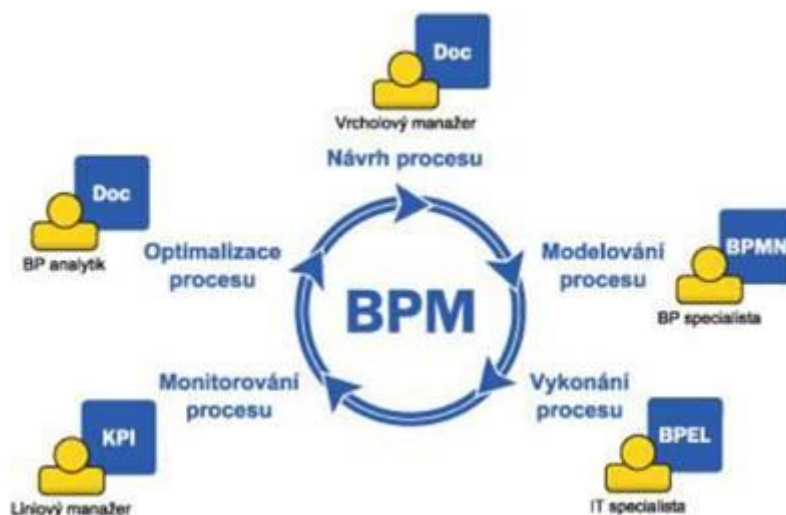 Doc
Vrcholový manažer
Návrh procesu
Doc
BP analytik
Optimalizace
procesu
BPM
Modelování
procesu
BPMN
BP specialista
Monitorování
procesu
KPI
Liniový manažer
Vykonání
procesu
BPEL
IT specialista